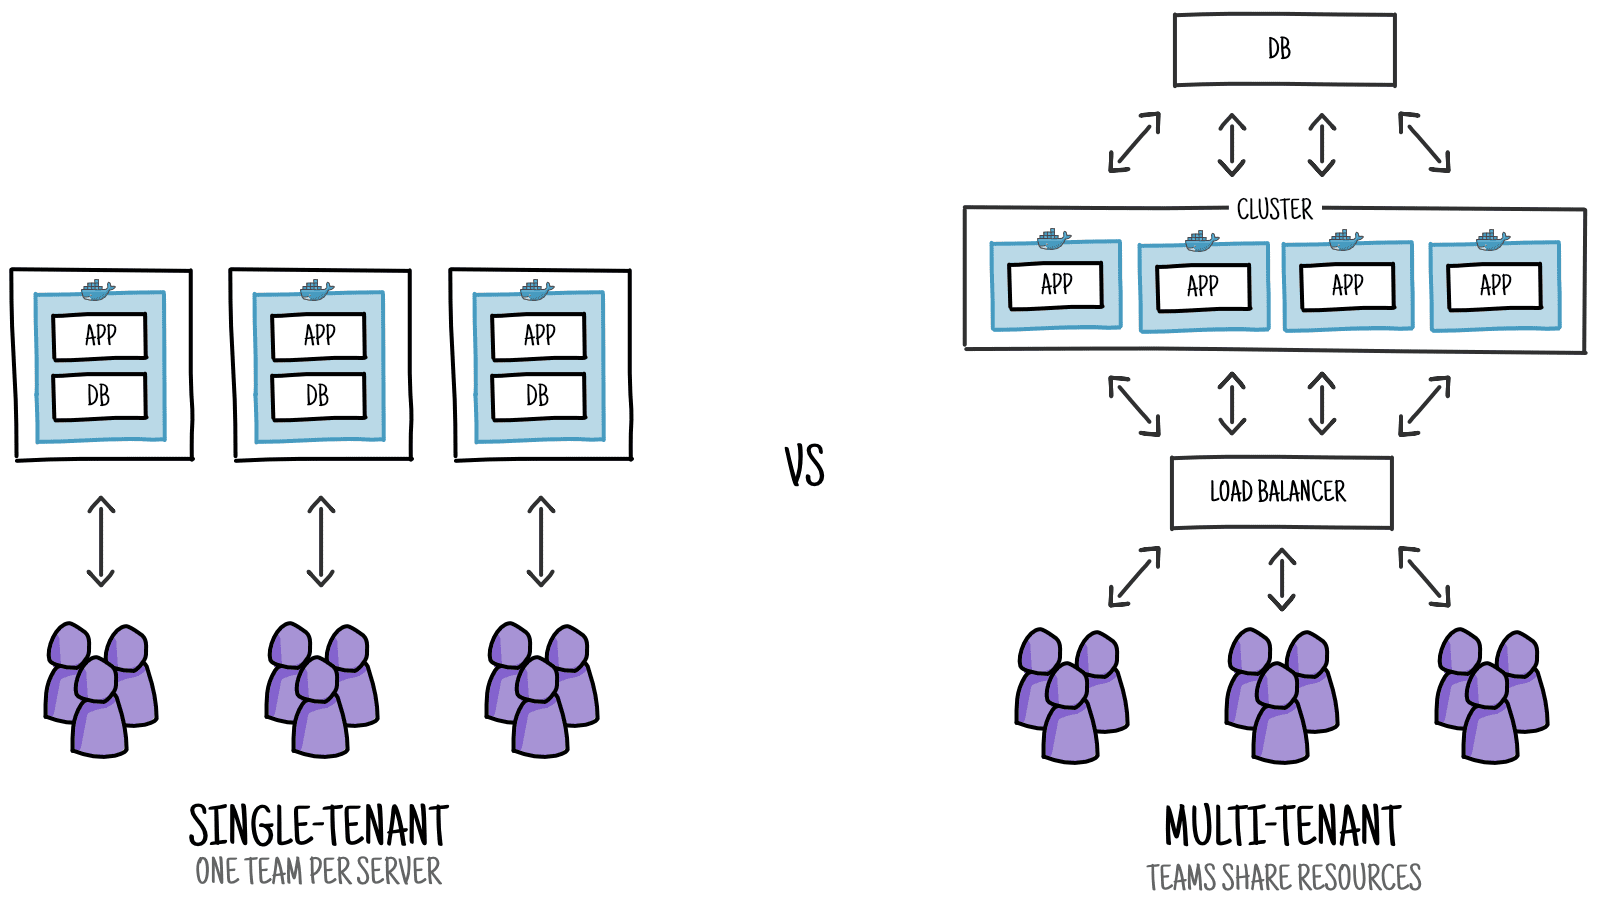 DB
CLUSTER
APP
APP
APP
APP
APP
DB
APP
DB
APP
DB
VS
LOAD BALANCER
SINGLE-TENANT
ONE TEAM PER SERVER
MULTI-TENANT
TEAMS SHARE RESOURCES